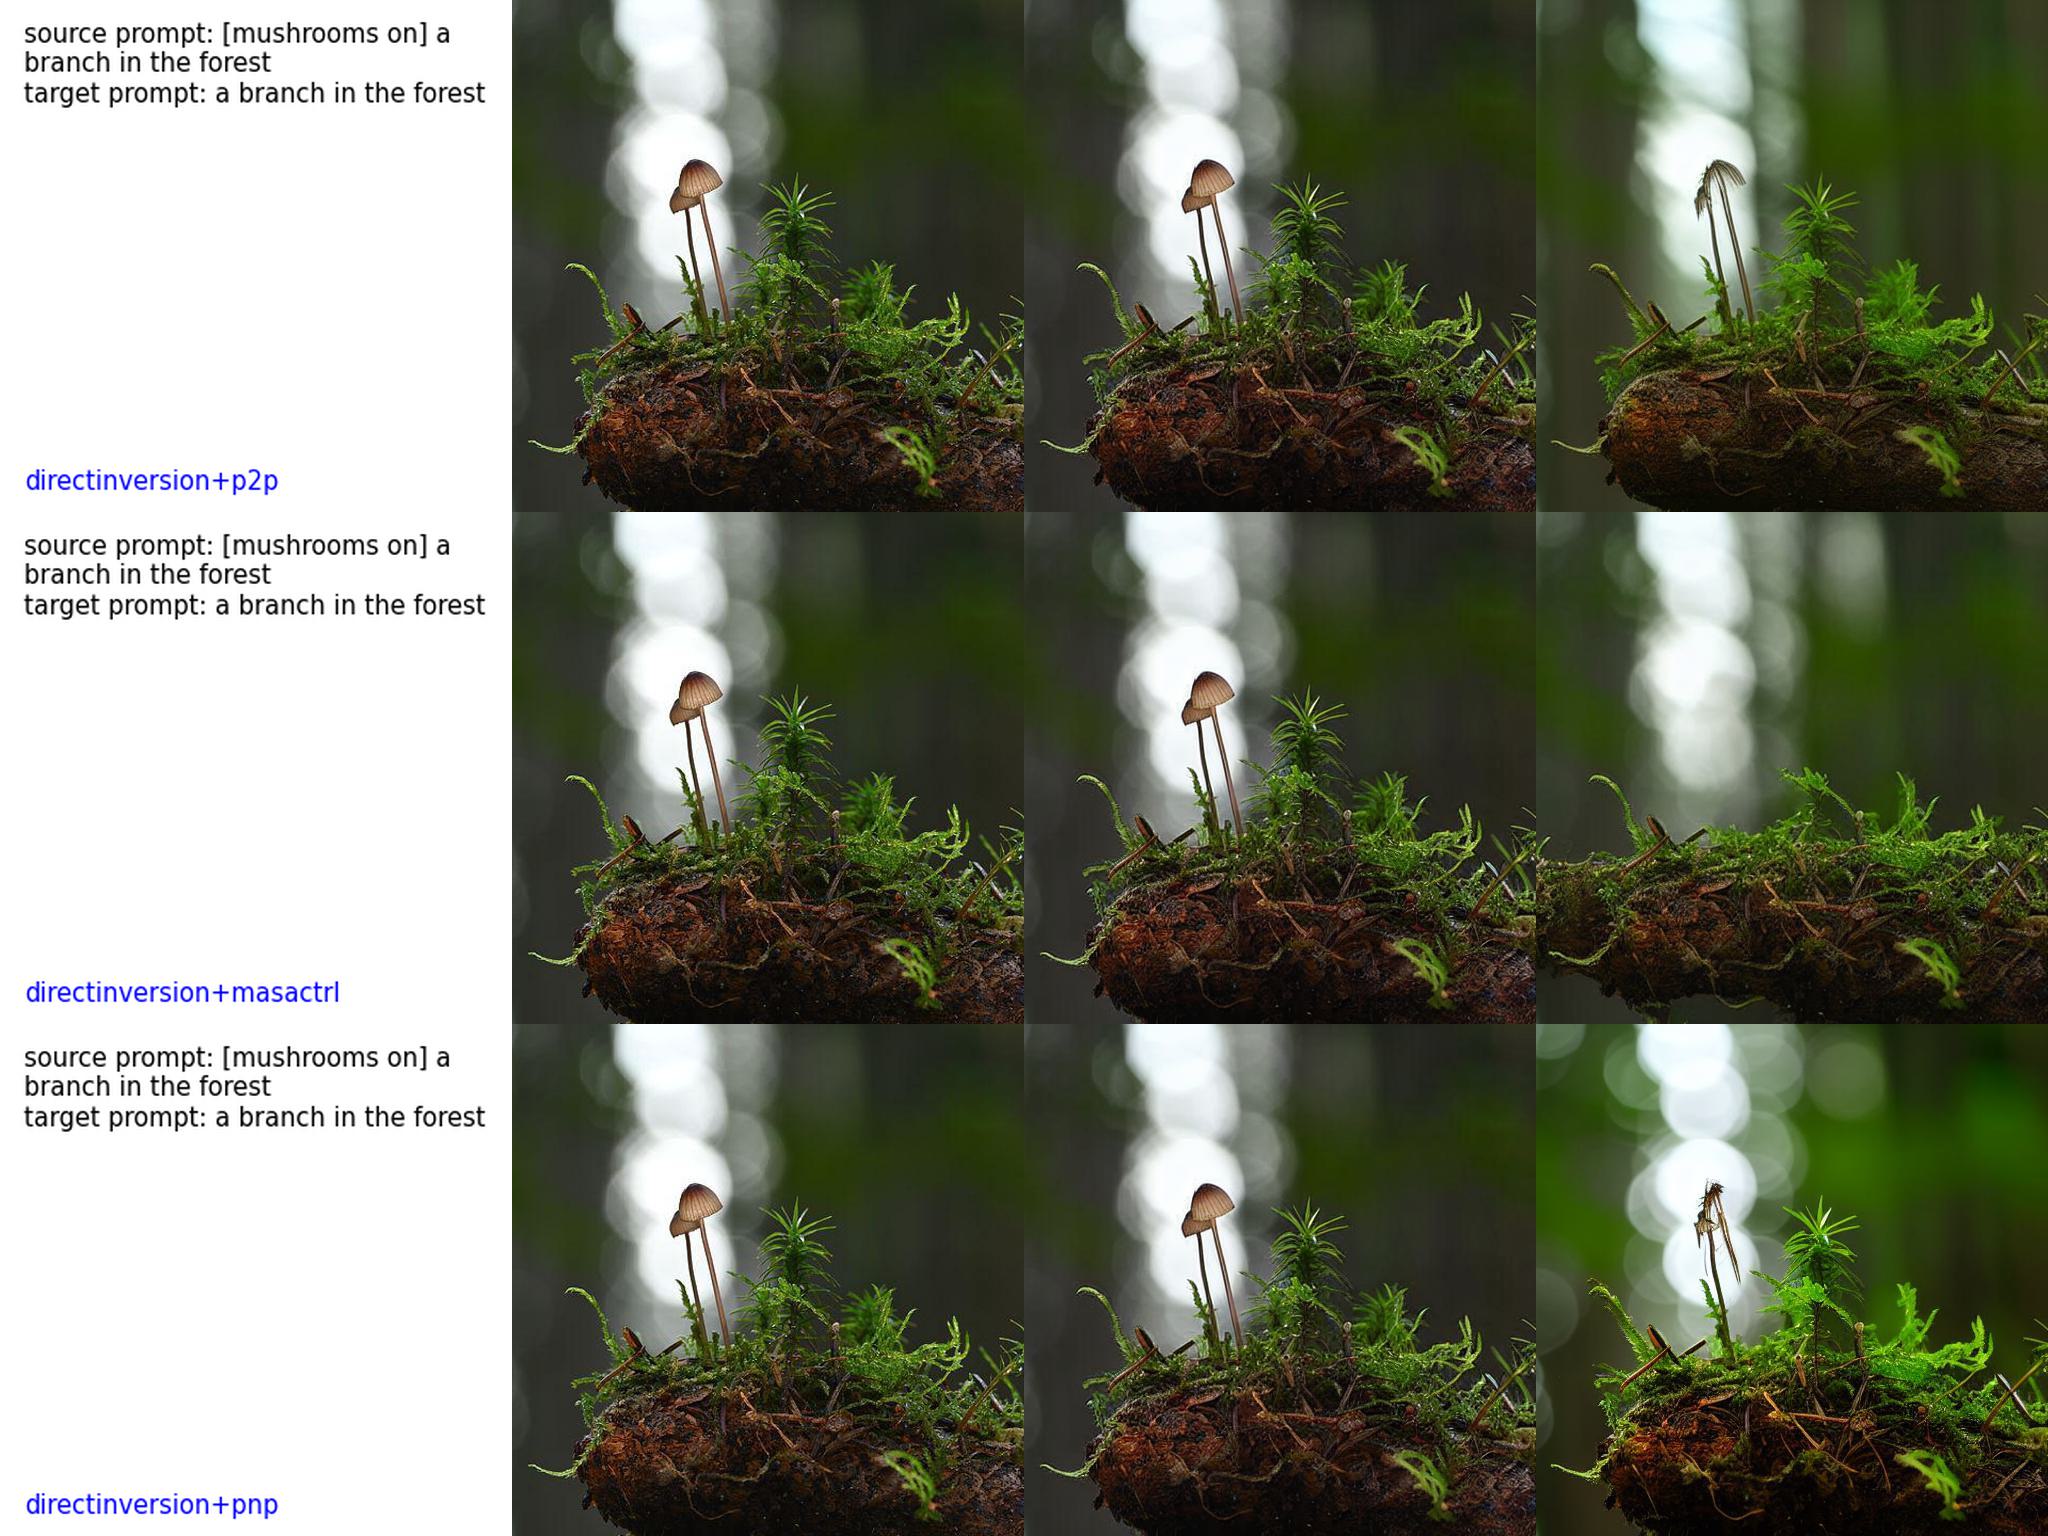 source prompt: [mushrooms on] a
branch in the forest
target prompt: a branch in the forest
directinversion+p2p
source prompt: [mushrooms on] a
branch in the forest
target prompt: a branch in the forest
directinversion+masactrl
source prompt: [mushrooms on] a
branch in the forest
target prompt: a branch in the forest
directinversion+pnp